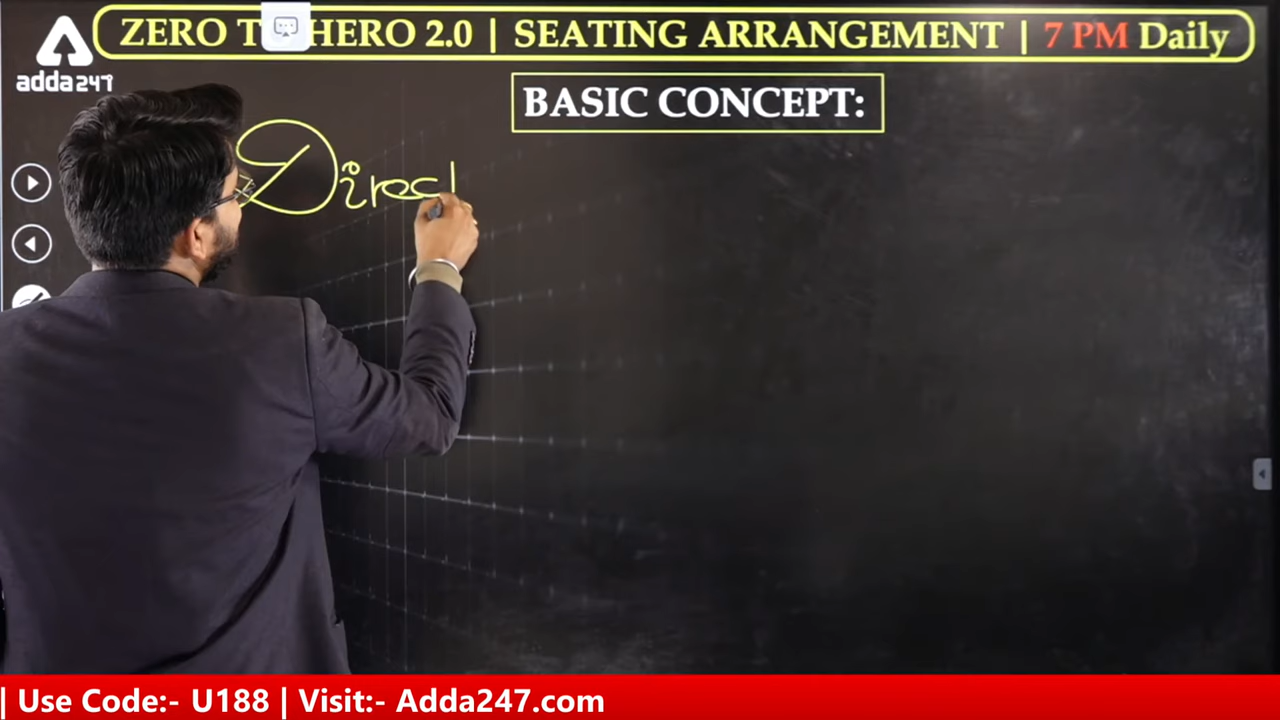 ZERO T HERO 2.0 | SEATING ARRANGEMENT | 7 PM Daily
adda247
BASIC CONCEPT:
Direct
| Use Code:- U188 | Visit:- Adda247.com